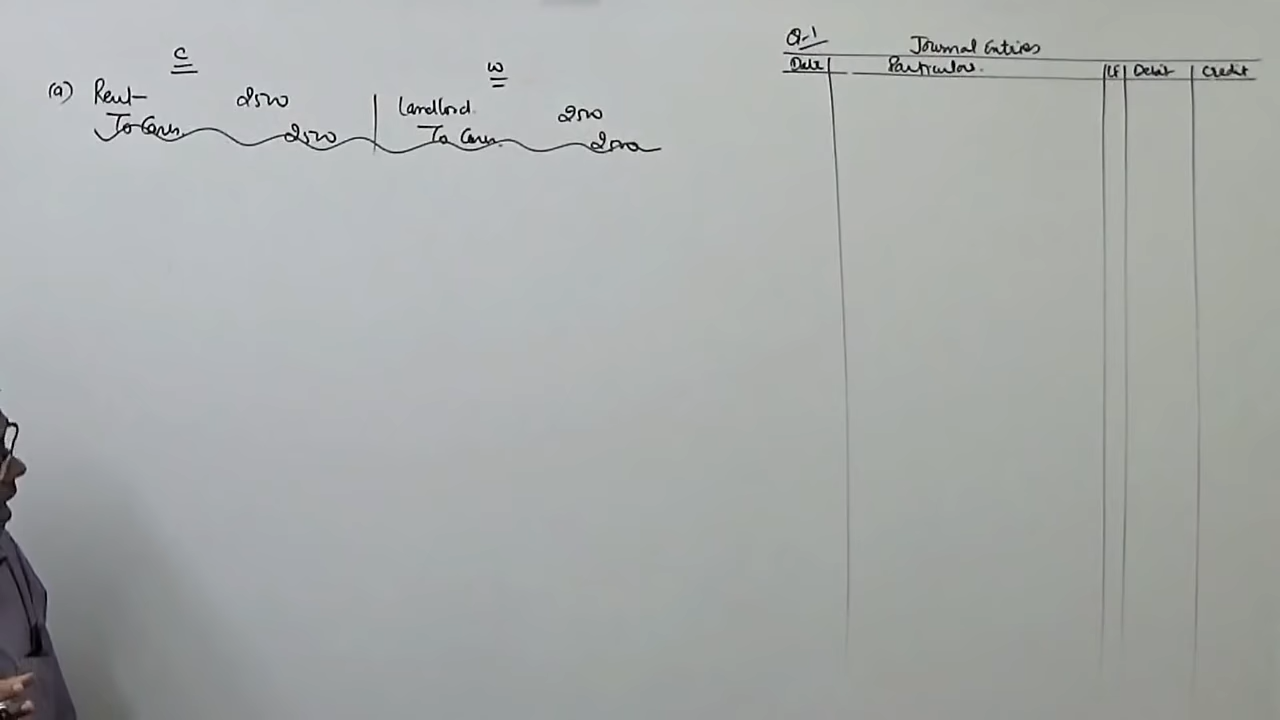 C
W
(a) Rent 2500
To Cash 2500
Landlord 2500
To Cash 2500
Q-1
Journal Entries
Date Particulars LF Debit Credit